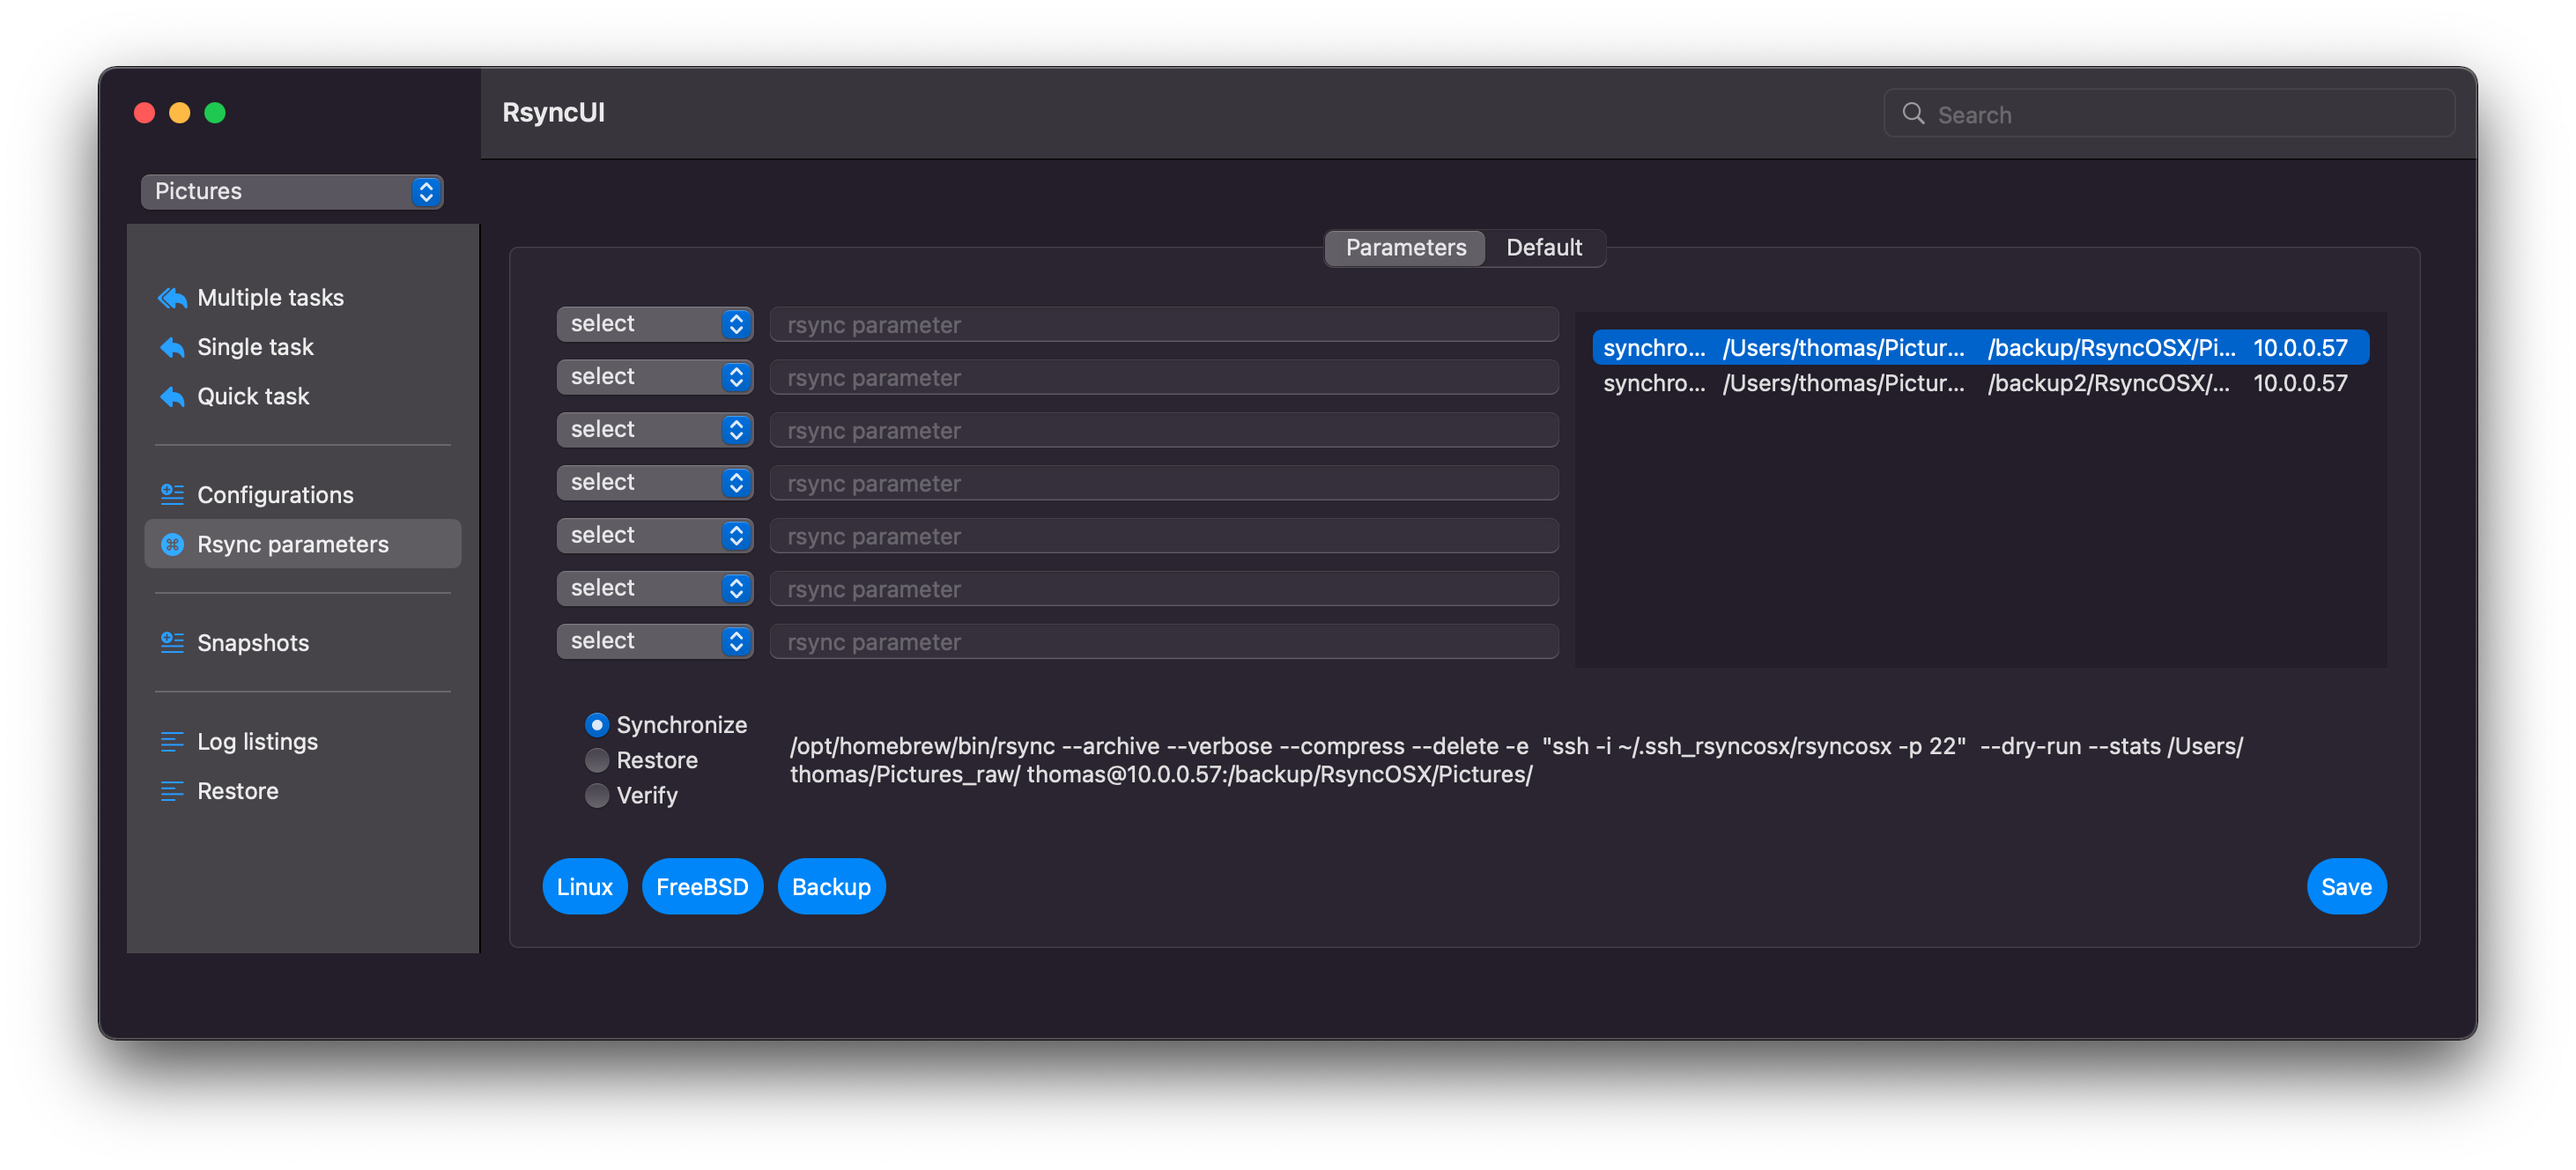 RsyncUI
Search
Pictures
Multiple tasks
Single task
Quick task
Configurations
Rsync parameters
Snapshots
Log listings
Restore
Parameters Default
select rsync parameter
select rsync parameter
select rsync parameter
select rsync parameter
select rsync parameter
select rsync parameter
select rsync parameter
synchro... /Users/thomas/Pictur... /backup/RsyncOSX/Pi... 10.0.0.57
synchro... /Users/thomas/Pictur... /backup2/RsyncOSX/... 10.0.0.57
Synchronize
Restore
Verify
/opt/homebrew/bin/rsync --archive --verbose --compress --delete -e  "ssh -i ~/.ssh_rsyncosx/rsyncosx -p 22"  --dry-run --stats /Users/
thomas/Pictures_raw/ thomas@10.0.0.57:/backup/RsyncOSX/Pictures/
Linux FreeBSD Backup Save